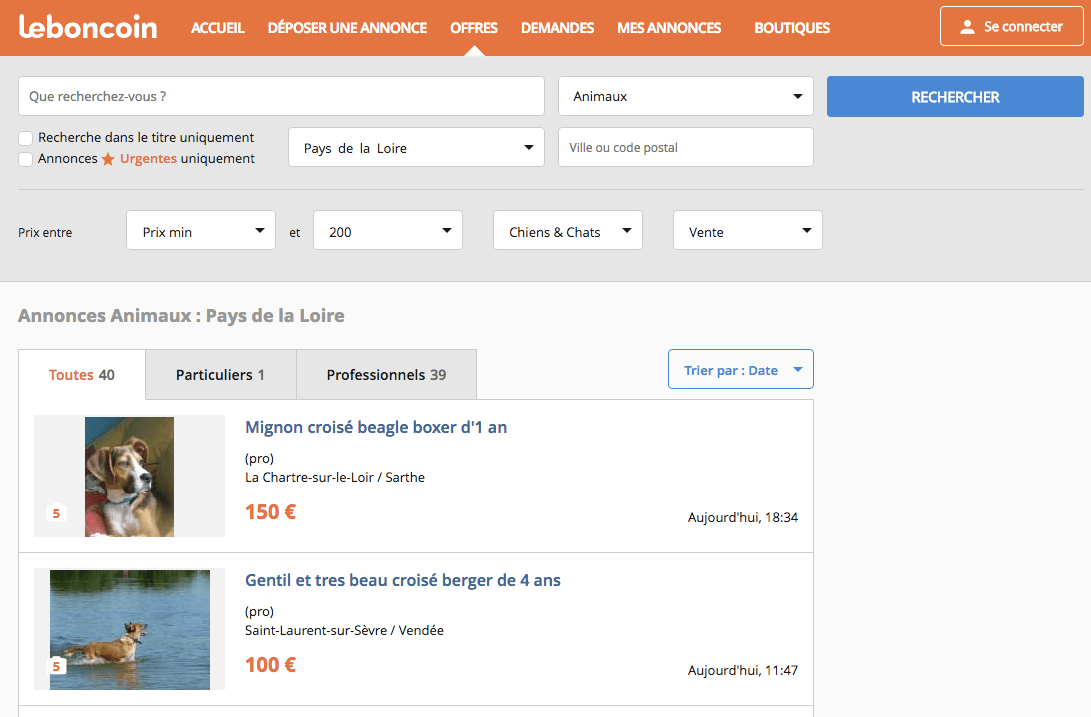 leboncoin ACCUEIL DÉPOSER UNE ANNONCE OFFRES DEMANDES MES ANNONCES BOUTIQUES Se connecter
Que recherchez-vous ? Animaux RECHERCHER
Recherche dans le titre uniquement
Annonces Urgentes uniquement
Pays de la Loire Ville ou code postal
Prix entre Prix min et 200 Chiens & Chats Vente
Annonces Animaux : Pays de la Loire
Toutes 40 Particuliers 1 Professionnels 39 Trier par : Date
Mignon croisé beagle boxer d'1 an
(pro)
La Chartre-sur-le-Loir / Sarthe
5 150 € Aujourd'hui, 18:34
Gentil et tres beau croisé berger de 4 ans
(pro)
Saint-Laurent-sur-Sèvre / Vendée
5 100 € Aujourd'hui, 11:47